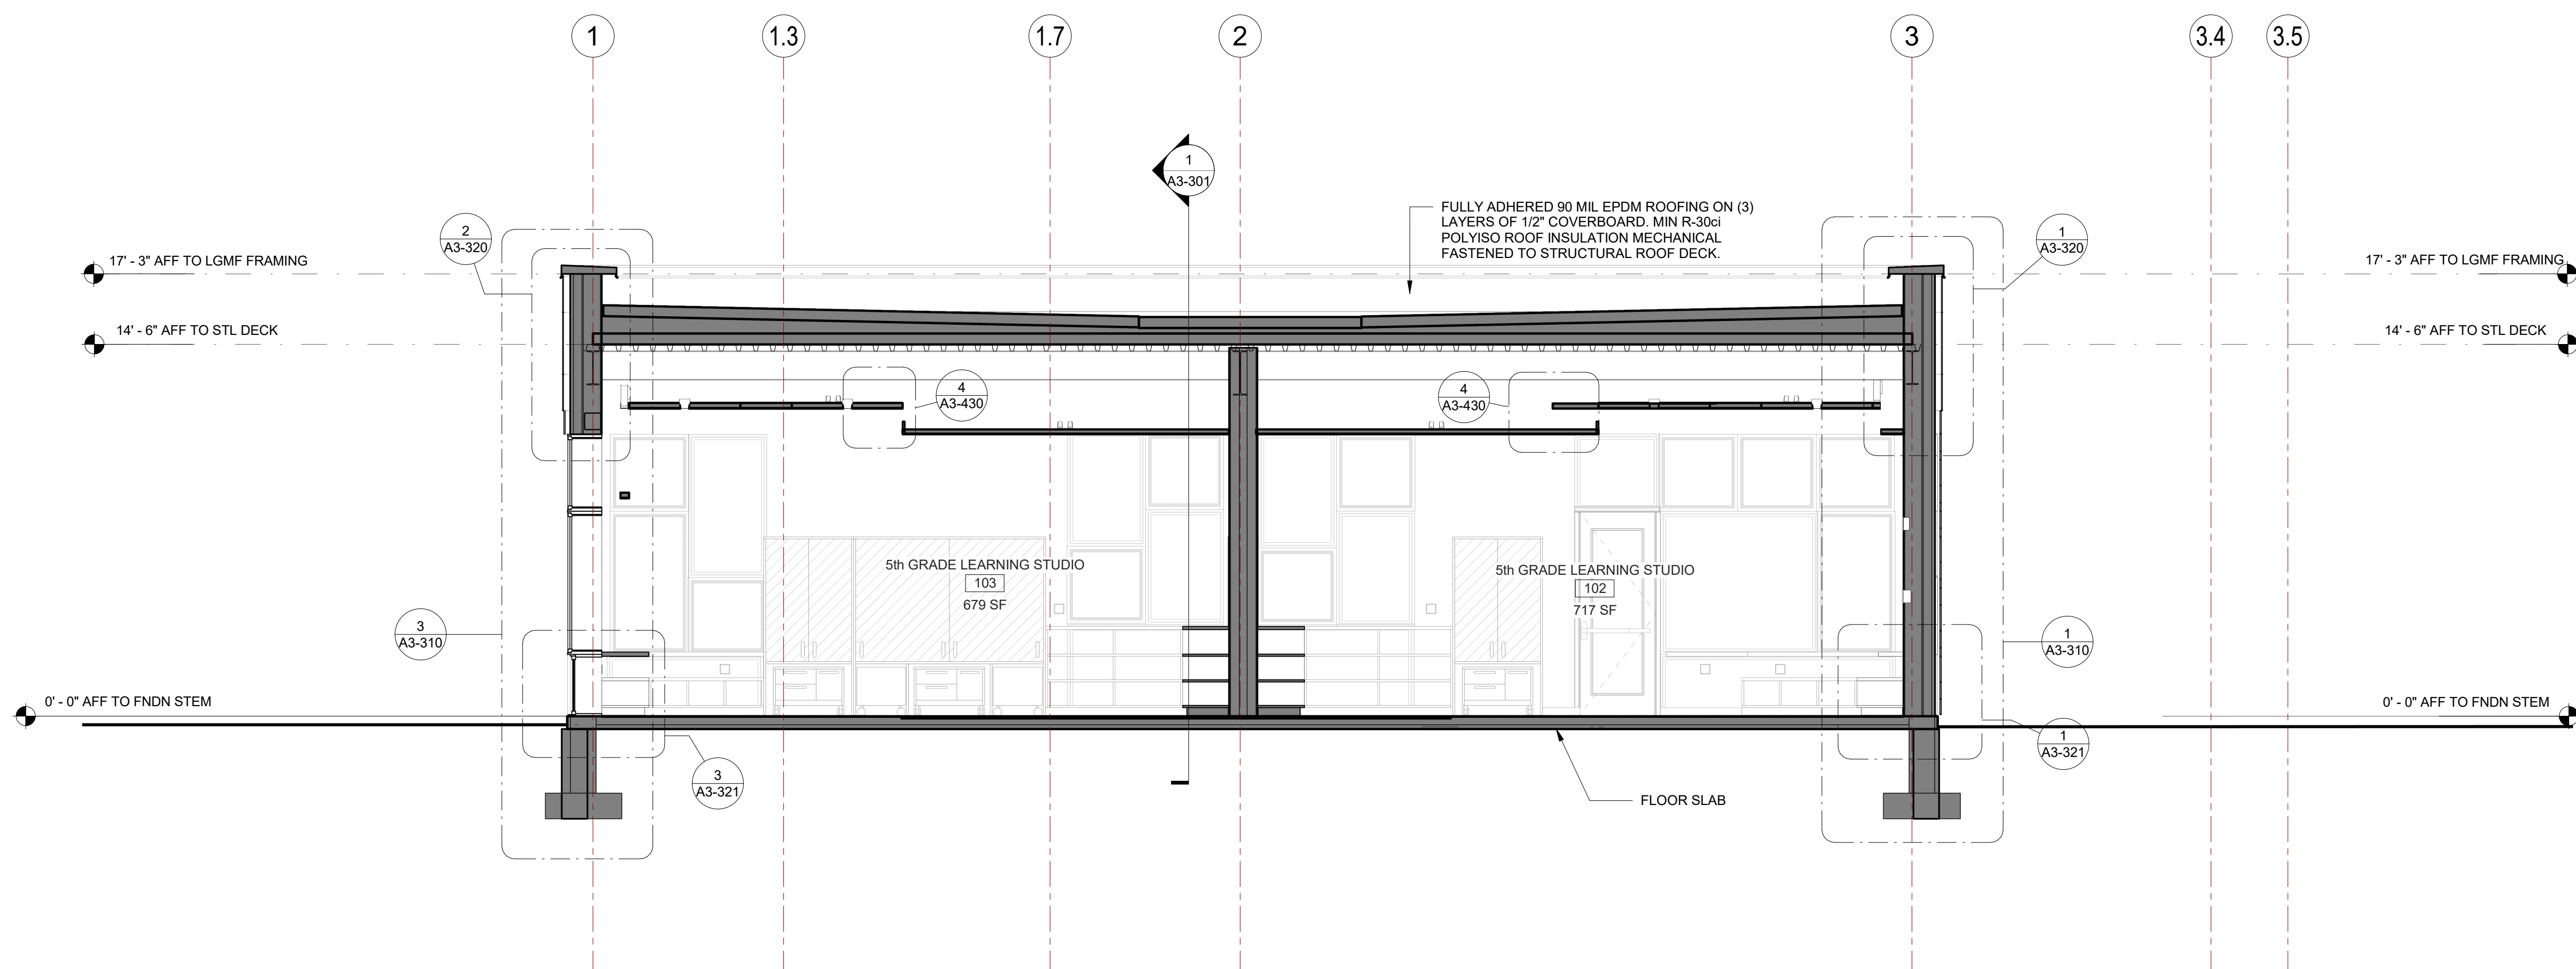 1
1.3
1.7
2
3
3.4
3.5
1
A3-301
FULLY ADHERED 90 MIL EPDM ROOFING ON (3)
LAYERS OF 1/2" COVERBOARD. MIN R-30ci
POLYISO ROOF INSULATION MECHANICAL
FASTENED TO STRUCTURAL ROOF DECK.
2
A3-320
1
A3-320
17' - 3" AFF TO LGMF FRAMING
17' - 3" AFF TO LGMF FRAMING
14' - 6" AFF TO STL DECK
14' - 6" AFF TO STL DECK
4
A3-430
4
A3-430
5th GRADE LEARNING STUDIO
103
679 SF
5th GRADE LEARNING STUDIO
102
717 SF
3
A3-310
1
A3-310
0' - 0" AFF TO FNDN STEM
0' - 0" AFF TO FNDN STEM
3
A3-321
1
A3-321
FLOOR SLAB